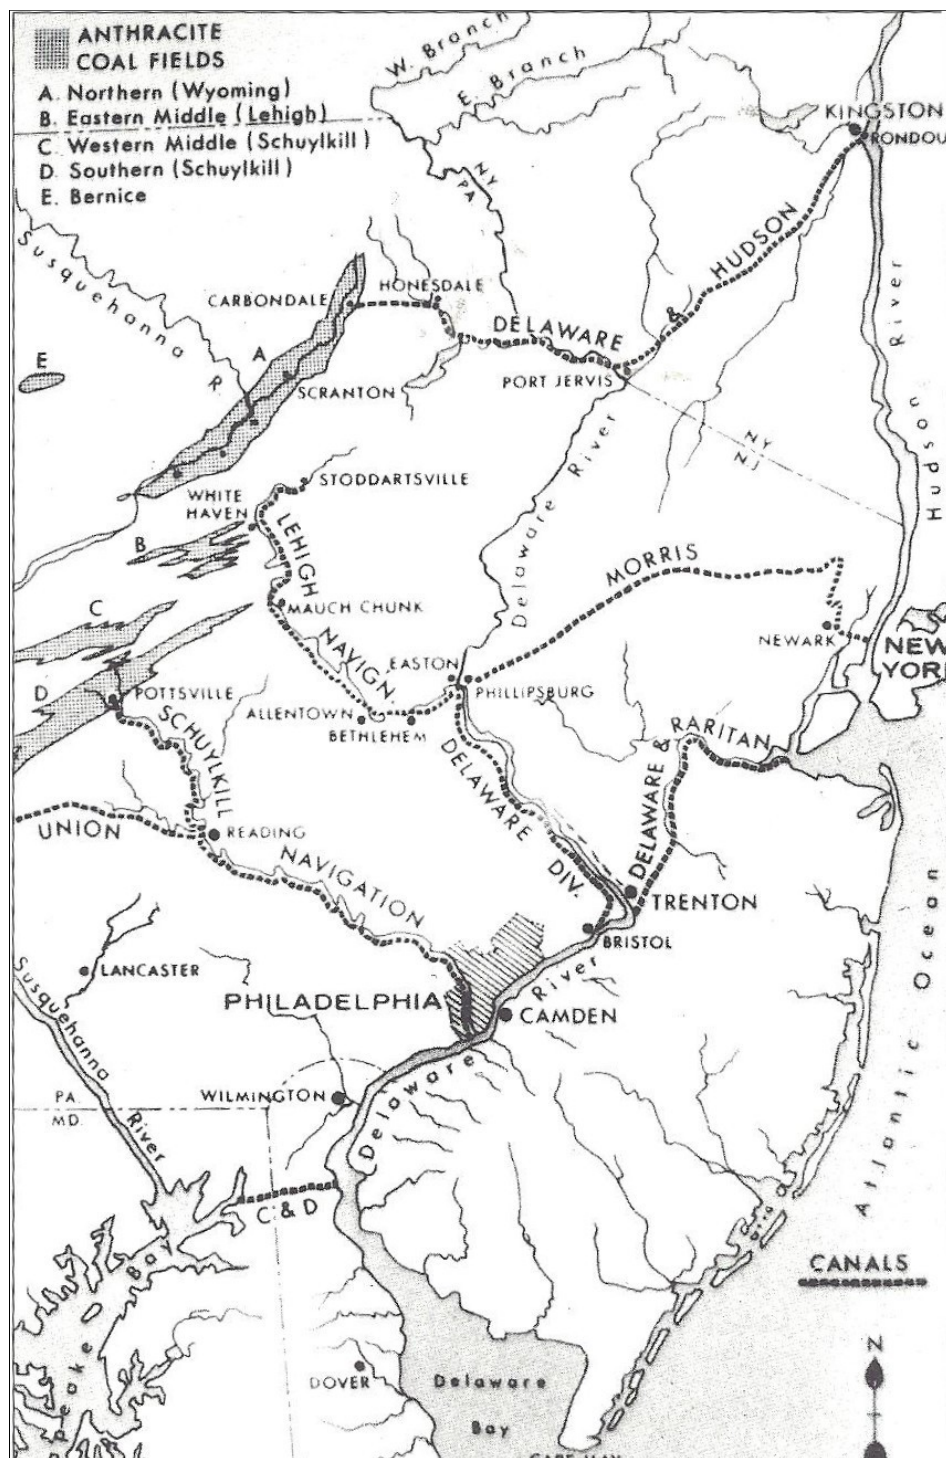 ANTHRACITE
COAL FIELDS
A. Northern (Wyoming)
B. Eastern Middle (Lehigh)
C. Western Middle (Schuylkill)
D. Southern (Schuylkill)
E. Bernice
W. Branch
E. Branch
KINGSTON
RONDOU
NY
PA
Susquehanna
R.
HUDSON
&
DELAWARE
HONESDALE
CARBONDALE
A
E
SCRANTON
PORT JERVIS
River
Hudson
NY
NJ
Delaware River
STODDARTSVILLE
WHITE
HAVEN
B
LEHIGH
NAVIG'N
MAUCH CHUNK
MORRIS
NEWARK
NEW
YORK
C
D
EASTON
PHILLIPSBURG
POTTSVILLE
ALLENTOWN
BETHLEHEM
SCHUYLKILL
NAVIGATION
DELAWARE DIV.
DELAWARE & RARITAN
UNION
READING
TRENTON
BRISTOL
LANCASTER
Susquehanna
River
PHILADELPHIA
CAMDEN
Delaware River
WILMINGTON
PA.
MD.
C & D
Atlantic Ocean
CANALS
N
DOVER
Delaware
Bay
peake Bay
CAPE MAY